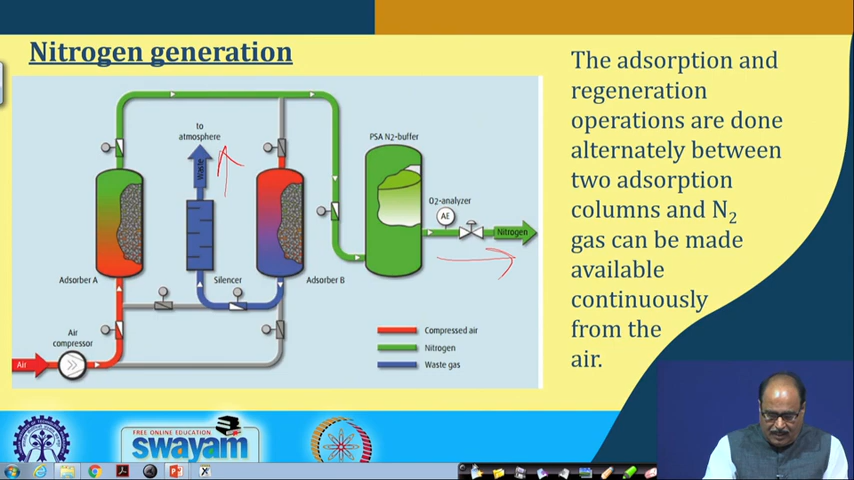 Nitrogen generation
to
atmosphere
Waste
PSA N2-buffer
O2-analyzer
AE
Nitrogen
Adsorber A
Silencer
Adsorber B
Air
compressor
Air
Compressed air
Nitrogen
Waste gas
The adsorption and
regeneration
operations are done
alternately between
two adsorption
columns and N₂
gas can be made
available
continuously
from the
air.
FREE ONLINE EDUCATION
swayam